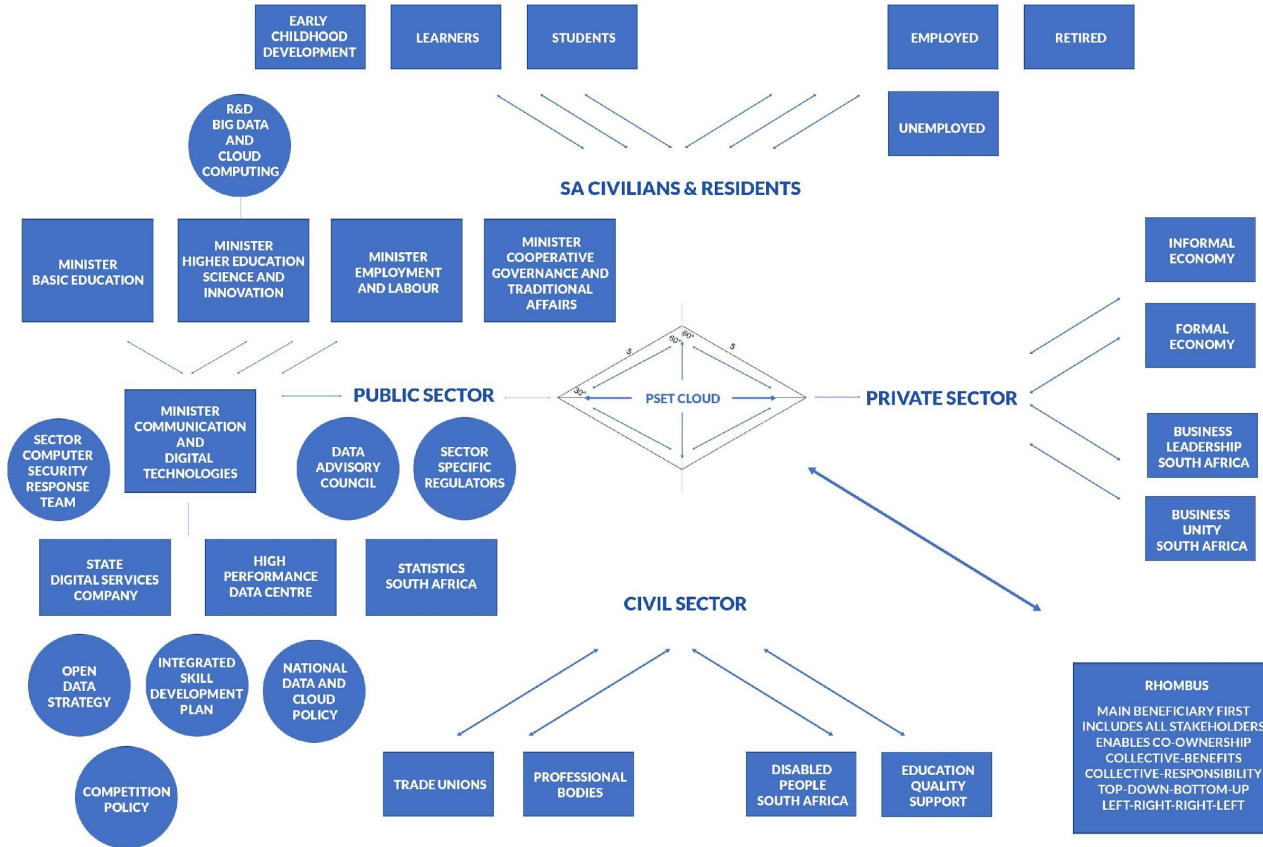 EARLY
CHILDHOOD
DEVELOPMENT
LEARNERS
STUDENTS
EMPLOYED
RETIRED
UNEMPLOYED
R&D
BIG DATA
AND
CLOUD
COMPUTING
SA CIVILIANS & RESIDENTS
MINISTER
BASIC EDUCATION
MINISTER
HIGHER EDUCATION
SCIENCE AND
INNOVATION
MINISTER
EMPLOYMENT
AND LABOUR
MINISTER
COOPERATIVE
GOVERNANCE AND
TRADITIONAL
AFFAIRS
INFORMAL
ECONOMY
FORMAL
ECONOMY
60°
60°
5
5
30°
PSET CLOUD
PUBLIC SECTOR
PRIVATE SECTOR
MINISTER
COMMUNICATION
AND
DIGITAL
TECHNOLOGIES
SECTOR
COMPUTER
SECURITY
RESPONSE
TEAM
DATA
ADVISORY
COUNCIL
SECTOR
SPECIFIC
REGULATORS
BUSINESS
LEADERSHIP
SOUTH AFRICA
BUSINESS
UNITY
SOUTH AFRICA
STATE
DIGITAL SERVICES
COMPANY
HIGH
PERFORMANCE
DATA CENTRE
STATISTICS
SOUTH AFRICA
CIVIL SECTOR
OPEN
DATA
STRATEGY
INTEGRATED
SKILL
DEVELOPMENT
PLAN
NATIONAL
DATA AND
CLOUD
POLICY
COMPETITION
POLICY
TRADE UNIONS
PROFESSIONAL
BODIES
DISABLED
PEOPLE
SOUTH AFRICA
EDUCATION
QUALITY
SUPPORT
RHOMBUS
MAIN BENEFICIARY FIRST
INCLUDES ALL STAKEHOLDERS
ENABLES CO-OWNERSHIP
COLLECTIVE-BENEFITS
COLLECTIVE-RESPONSIBILITY
TOP-DOWN-BOTTOM-UP
LEFT-RIGHT-RIGHT-LEFT